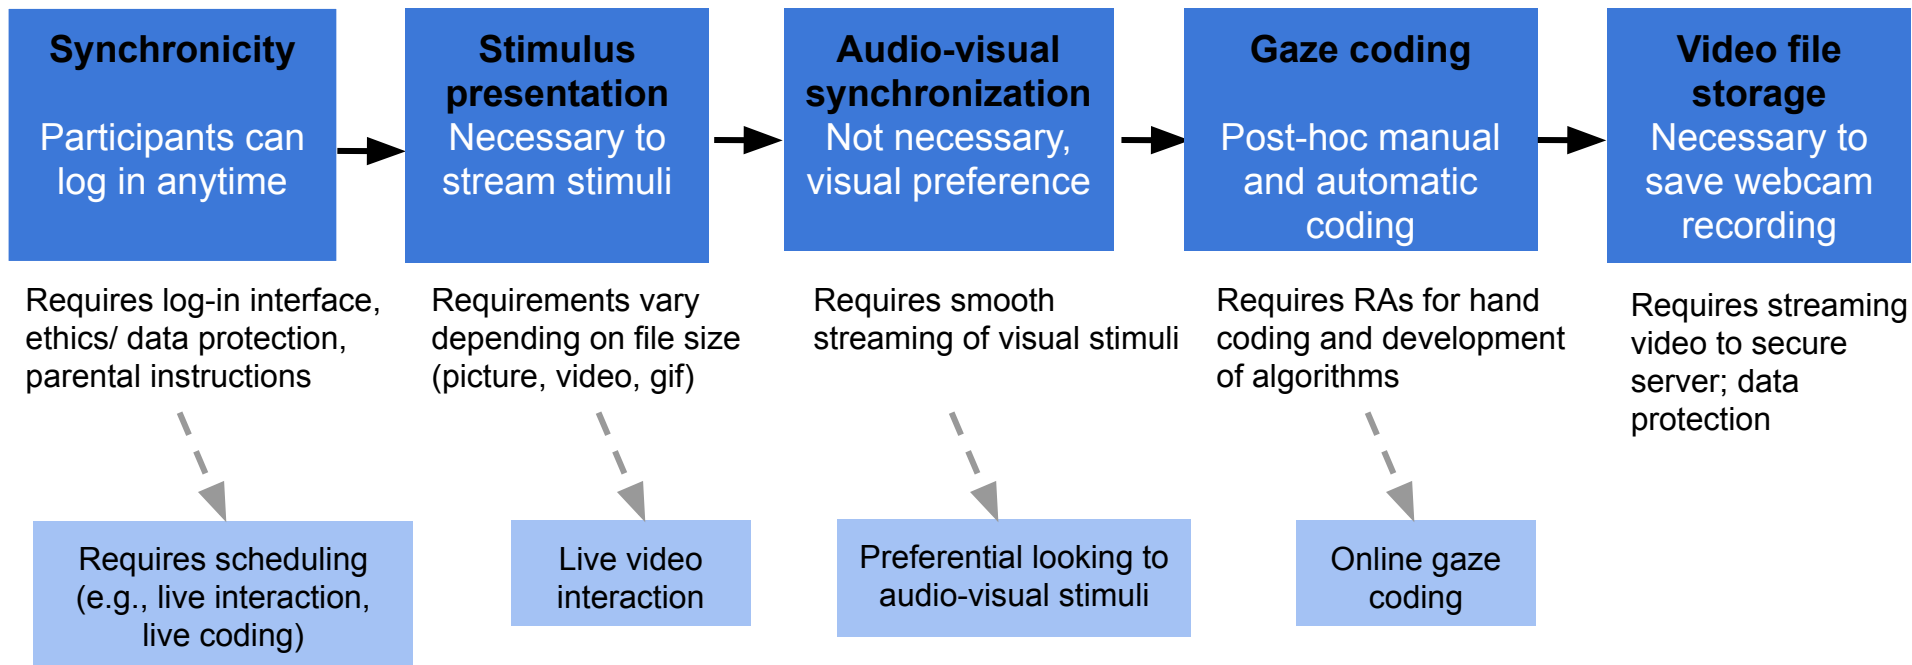 Synchronicity
Participants can
log in anytime
Stimulus
presentation
Necessary to
stream stimuli
Audio-visual
synchronization
Not necessary,
visual preference
Gaze coding
Post-hoc manual
and automatic
coding
Video file
storage
Necessary to
save webcam
recording
Requires log-in interface,
ethics/ data protection,
parental instructions
Requirements vary
depending on file size
(picture, video, gif)
Requires smooth
streaming of visual stimuli
Requires RAs for hand
coding and development
of algorithms
Requires streaming
video to secure
server; data
protection
Requires scheduling
(e.g., live interaction,
live coding)
Live video
interaction
Preferential looking to
audio-visual stimuli
Online gaze
coding